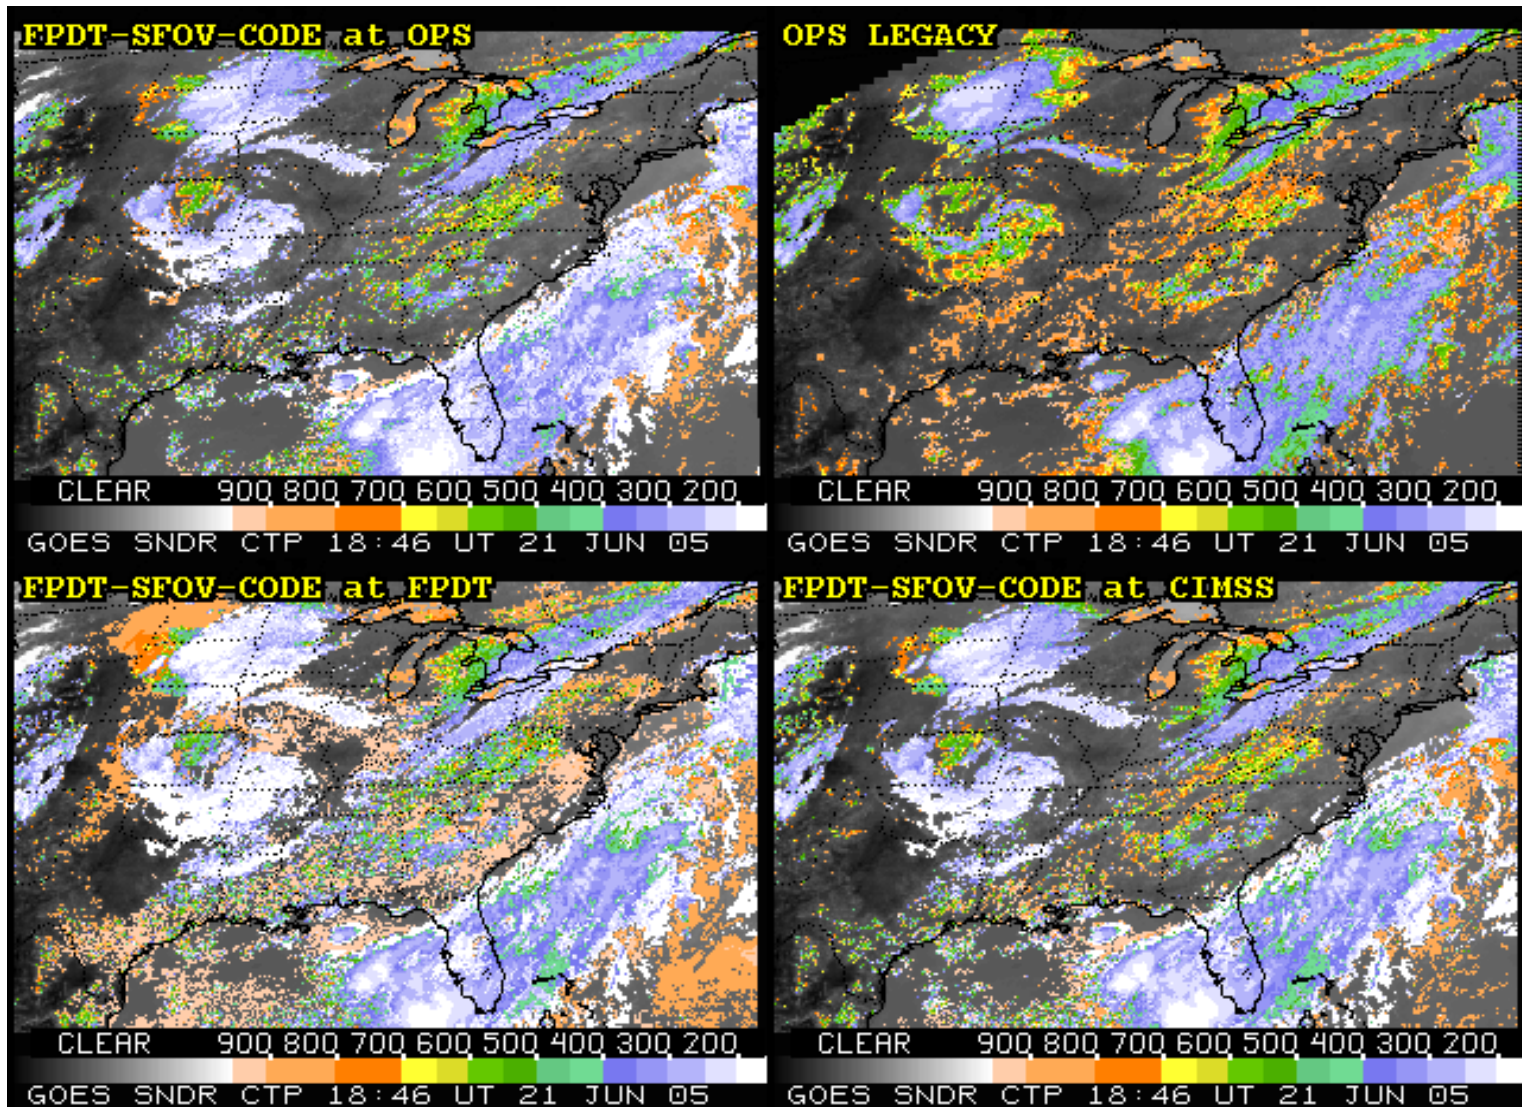 FPDT-SFOV-CODE at OPS
OPS LEGACY
CLEAR 900 800 700 600 500 400 300 200
CLEAR 900 800 700 600 500 400 300 200
GOES SNDR CTP 18:46 UT 21 JUN 05
GOES SNDR CTP 18:46 UT 21 JUN 05
FPDT-SFOV-CODE at FPDT
FPDT-SFOV-CODE at CIMSS
CLEAR 900 800 700 600 500 400 300 200
CLEAR 900 800 700 600 500 400 300 200
GOES SNDR CTP 18:46 UT 21 JUN 05
GOES SNDR CTP 18:46 UT 21 JUN 05